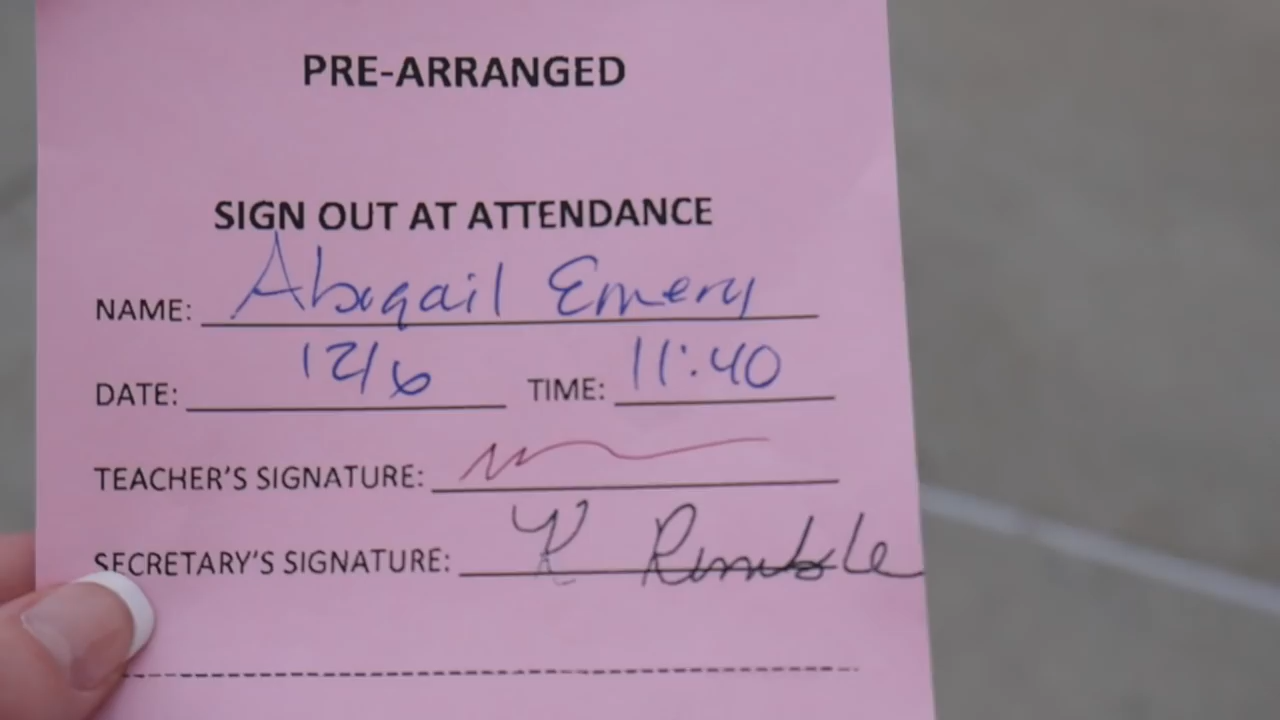 PRE-ARRANGED
SIGN OUT AT ATTENDANCE
NAME: Abigail Emery
DATE: 12/6 TIME: 11:40
TEACHER'S SIGNATURE:
SECRETARY'S SIGNATURE: K Rumble